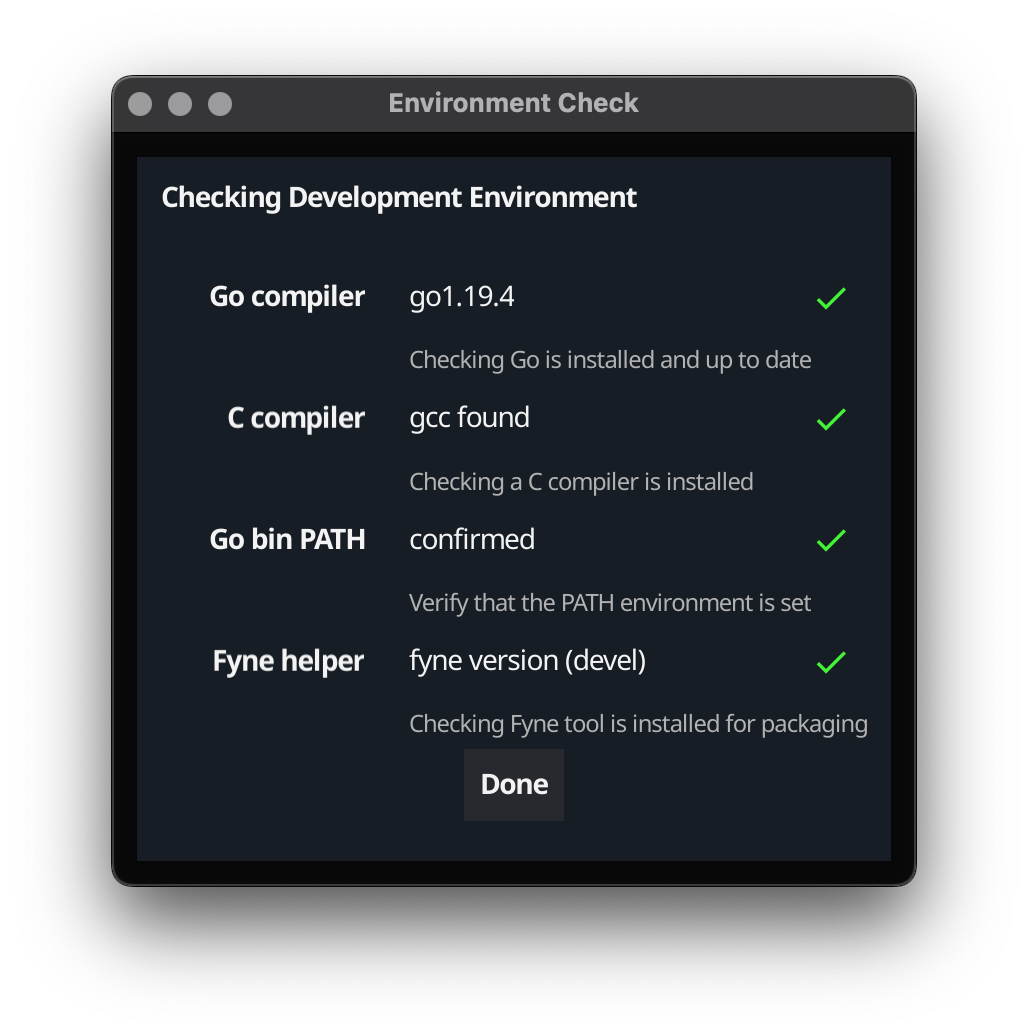 Environment Check
Checking Development Environment
Go compiler go1.19.4
Checking Go is installed and up to date
C compiler gcc found
Checking a C compiler is installed
Go bin PATH confirmed
Verify that the PATH environment is set
Fyne helper fyne version (devel)
Checking Fyne tool is installed for packaging
Done